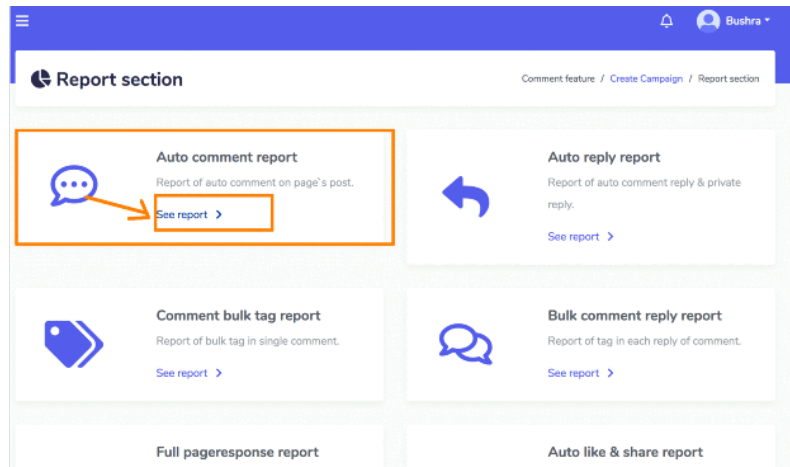 Bushra
Report section
Comment feature / Create Campaign / Report section
Auto comment report
Report of auto comment on page`s post.
See report >
Auto reply report
Report of auto comment reply & private
reply.
See report >
Comment bulk tag report
Report of bulk tag in single comment.
See report >
Bulk comment reply report
Report of tag in each reply of comment.
See report >
Full pageresponse report
Auto like & share report